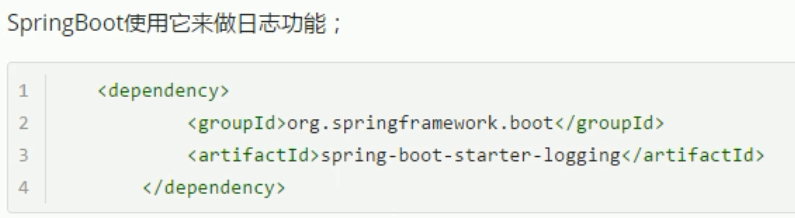 SpringBoot使用它来做日志功能；
1 <dependency>
2 <groupId>org.springframework.boot</groupId>
3 <artifactId>spring-boot-starter-logging</artifactId>
4 </dependency>